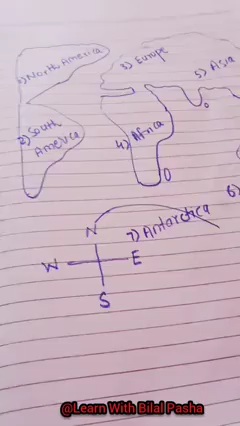 1) North America
3) Europe
5) Asia
2) South
America
4) Africa
6)
7) Antarctica
N
W
E
S
@Learn With Bilal Pasha